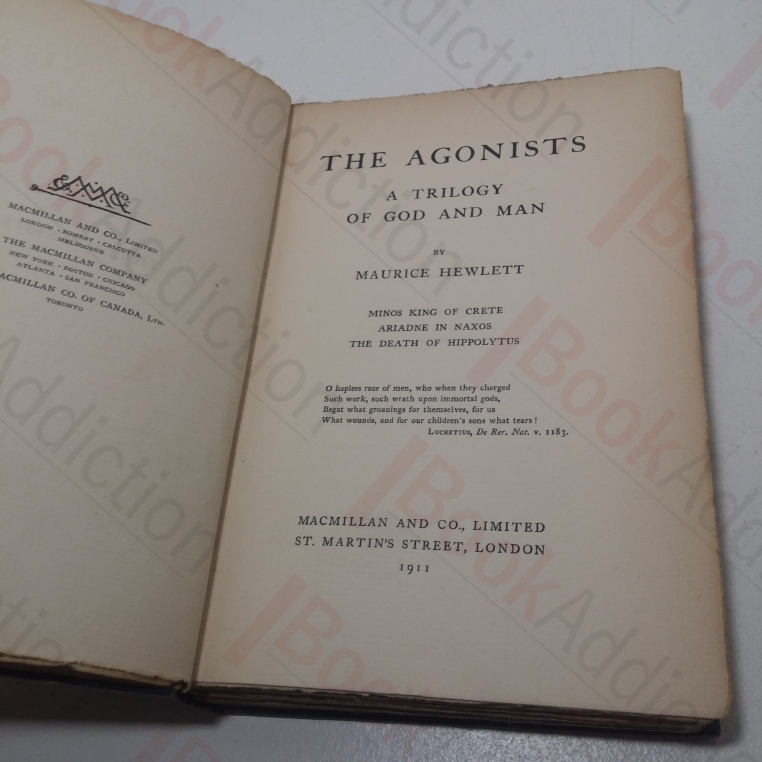 MACMILLAN AND CO., LIMITED
LONDON · BOMBAY · CALCUTTA
MELBOURNE
THE MACMILLAN COMPANY
NEW YORK · BOSTON · CHICAGO
ATLANTA · SAN FRANCISCO
MACMILLAN CO. OF CANADA, LTD.
TORONTO
THE AGONISTS
A TRILOGY
OF GOD AND MAN
BY
MAURICE HEWLETT
MINOS KING OF CRETE
ARIADNE IN NAXOS
THE DEATH OF HIPPOLYTUS
O hapless race of men, who when they charged
Such work, such wrath upon immortal gods,
Begat what groanings for themselves, for us
What wounds, and for our children's sons what tears!
LUCRETIUS, De Rer. Nat. v. 1183.
MACMILLAN AND CO., LIMITED
ST. MARTIN'S STREET, LONDON
1911
BookAddiction